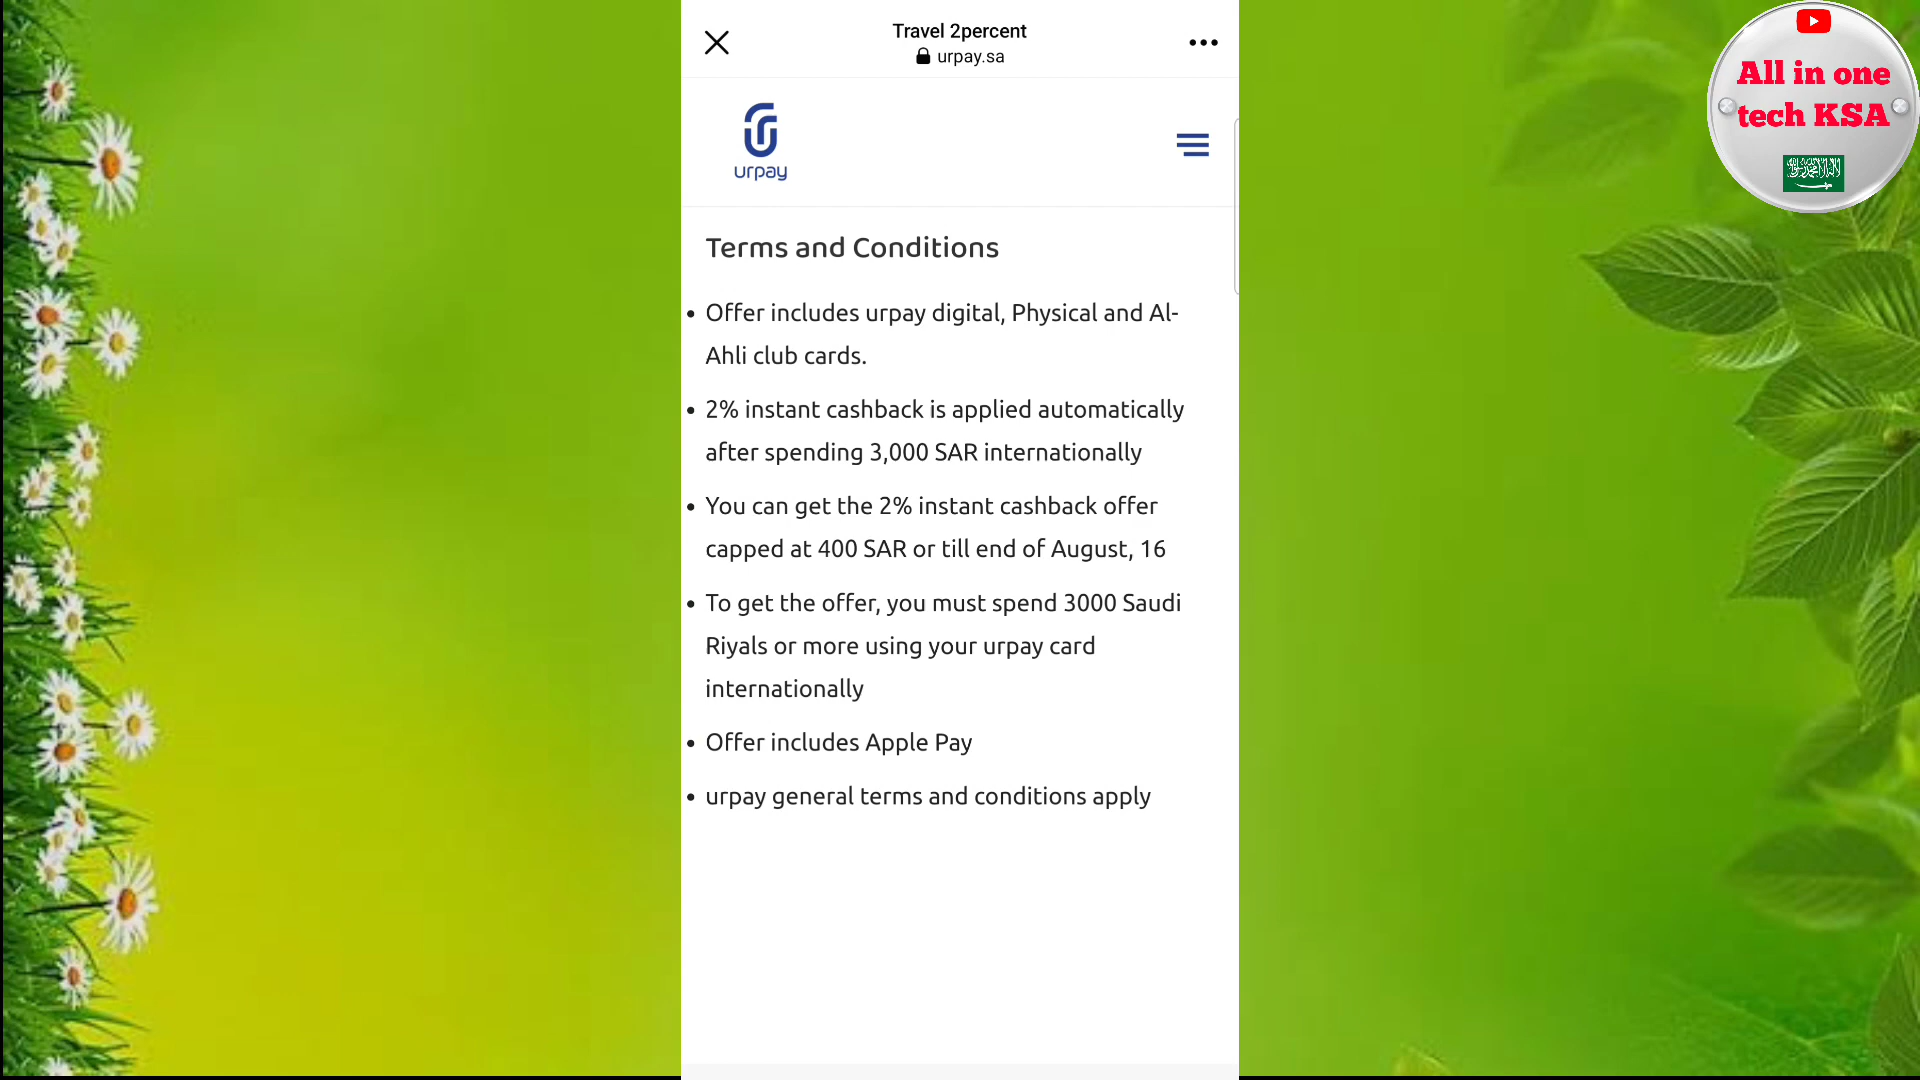 Travel 2percent
urpay.sa
All in one
tech KSA
urpay
Terms and Conditions
• Offer includes urpay digital, Physical and Al-
Ahli club cards.
• 2% instant cashback is applied automatically
after spending 3,000 SAR internationally
• You can get the 2% instant cashback offer
capped at 400 SAR or till end of August, 16
• To get the offer, you must spend 3000 Saudi
Riyals or more using your urpay card
internationally
• Offer includes Apple Pay
• urpay general terms and conditions apply